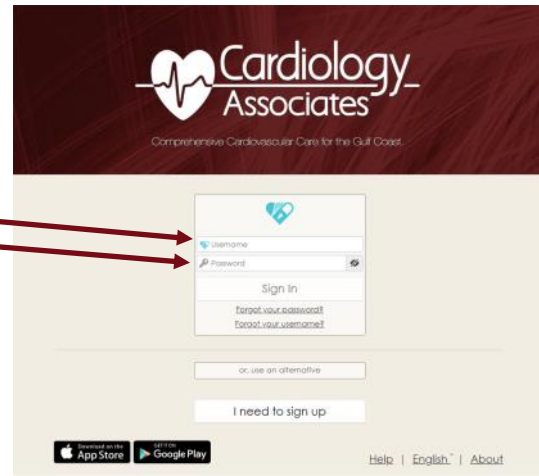 Cardiology
Associates
Comprehensive Cardiovascular Care for the Gulf Coast.
Username
Password
Sign In
Forgot your password?
Forgot your username?
or, use an alternative
I need to sign up
Download on the App Store GET IT ON Google Play
Help | English | About